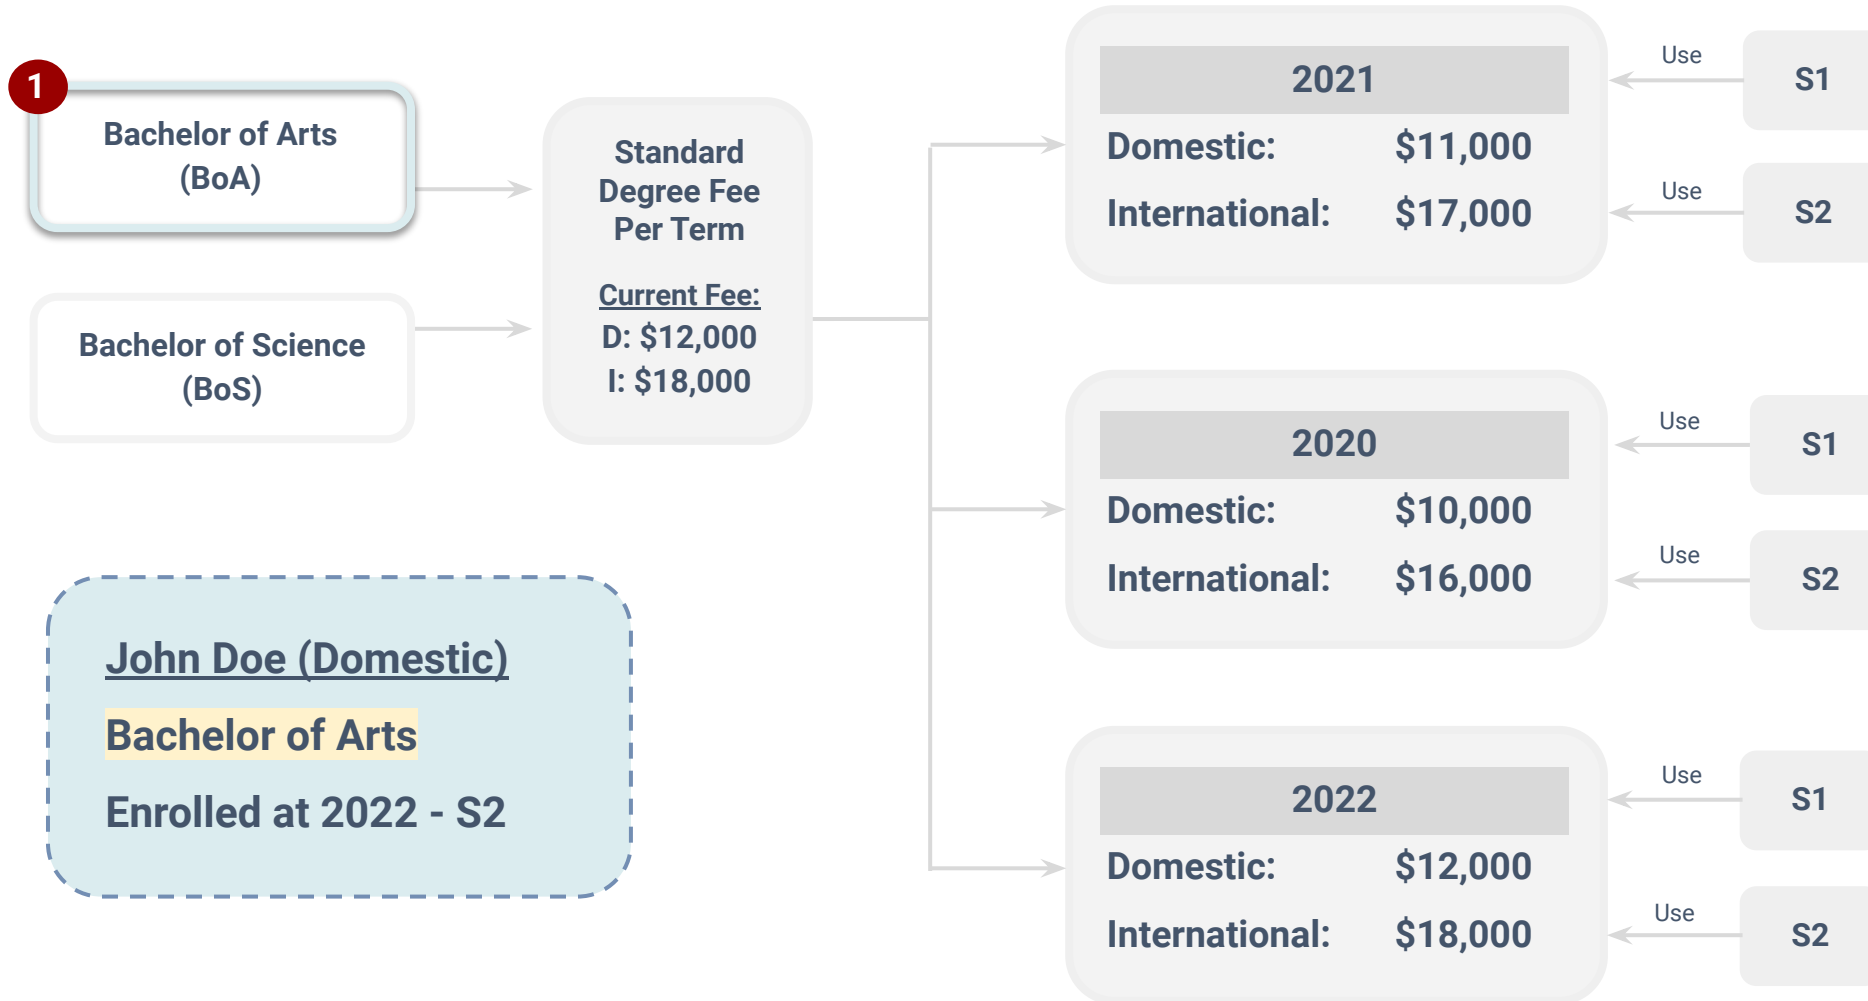 1
Bachelor of Arts
(BoA)
Bachelor of Science
(BoS)
Standard
Degree Fee
Per Term
Current Fee:
D: $12,000
I: $18,000
2021
Domestic: $11,000
International: $17,000
Use
S1
Use
S2
2020
Domestic: $10,000
International: $16,000
Use
S1
Use
S2
2022
Domestic: $12,000
International: $18,000
Use
S1
Use
S2
John Doe (Domestic)
Bachelor of Arts
Enrolled at 2022 - S2